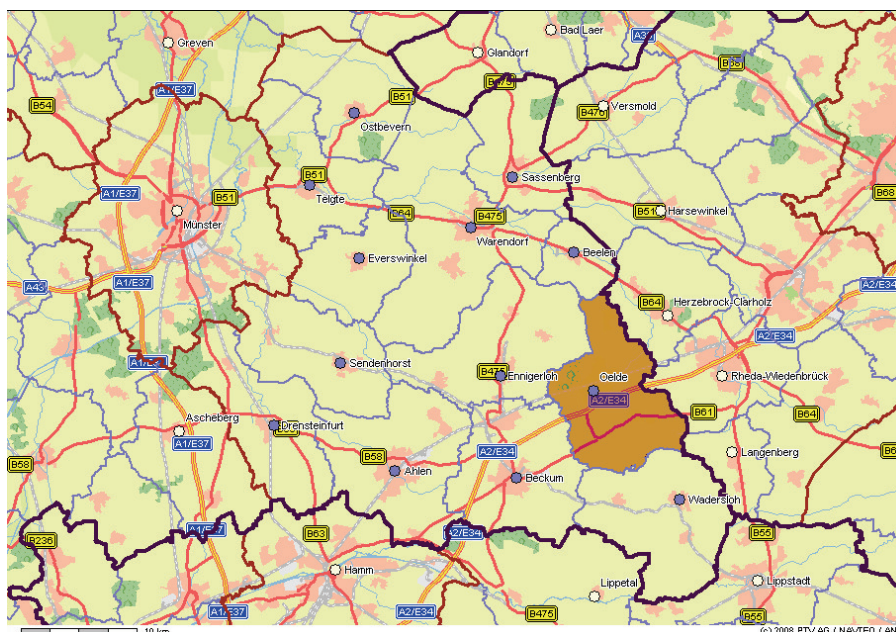 Greven
Glandorf
Bad Laer
A1/E37
B475
B68
B54
B51
Ostbevern
B476
Versmold
A1/E37
B51
B51
Telgte
Sassenberg
B68
Münster
B64
B475
Warendorf
B51
Harsewinkel
Everswinkel
Beelen
A43
A1/E37
A2/E34
B64
Herzebrock-Clarholz
A2/E34
A1/E37
Sendenhorst
B475
Ennigerloh
Oelde
Rheda-Wiedenbrück
A2/E34
B61
B64
Ascheberg
A1/E37
Drensteinfurt
B58
B58
Ahlen
A2/E34
Beckum
Langenberg
Wadersloh
A1/E37
B63
A2/E34
B55
B236
Hamm
Lippetal
Lippstadt
A2/E34
B475
B55
10 km
(c) 2008 PTV AG / NAVTEQ / AN